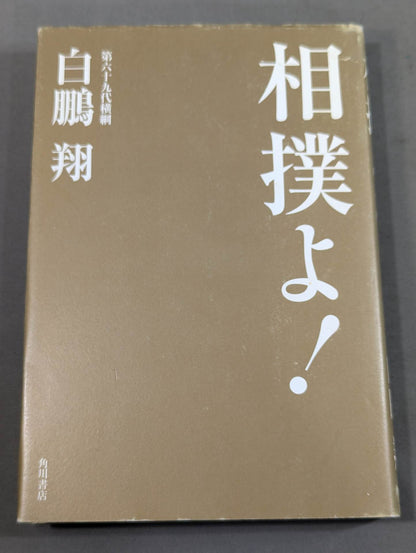 相撲よ！
第六十九代横綱
白鵬 翔
角川書店